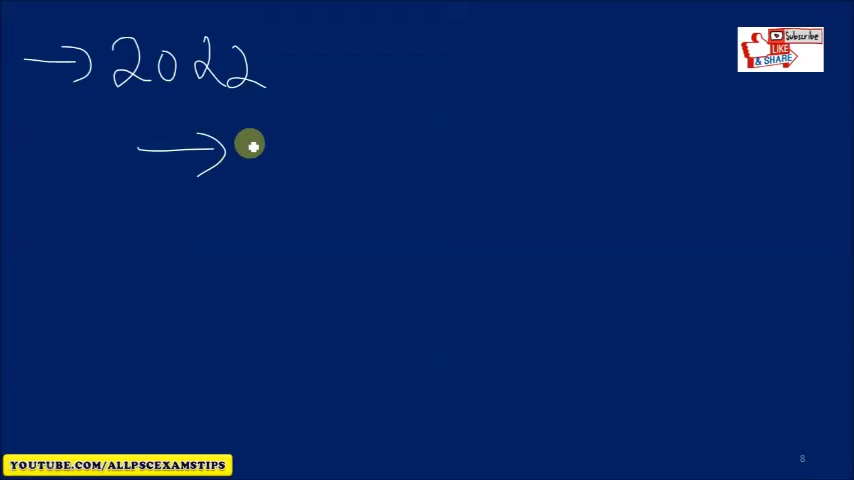 → 2022
→
Subscribe
LIKE
& SHARE
YOUTUBE.COM/ALLPSCEXAMSTIPS
8